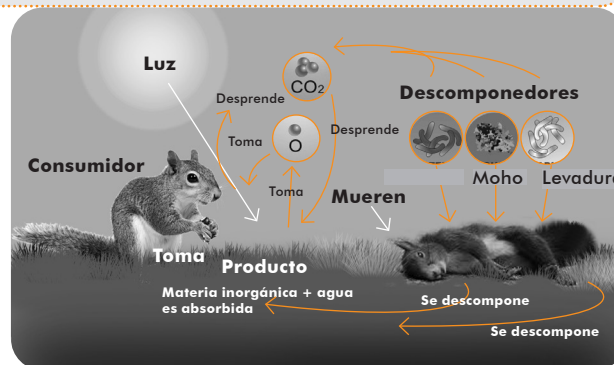 Luz
CO₂
Desprende
Descomponedores
O
Desprende
Toma
Consumidor
Toma
Mueren
Moho
Levadura
Toma
Producto
Materia inorgánica + agua
es absorbida
Se descompone
Se descompone